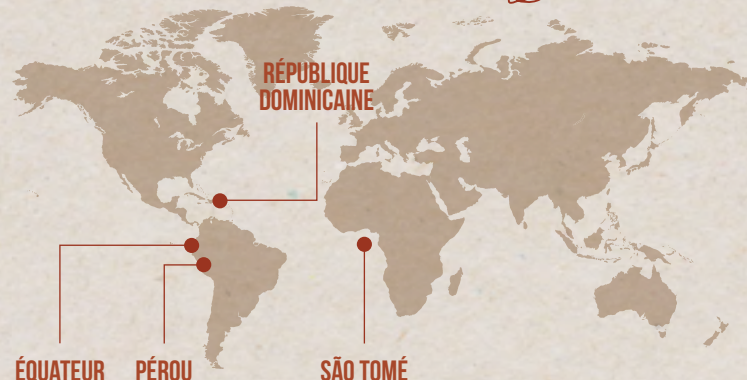 RÉPUBLIQUE
DOMINICAINE
ÉQUATEUR
PÉROU
SÃO TOMÉ